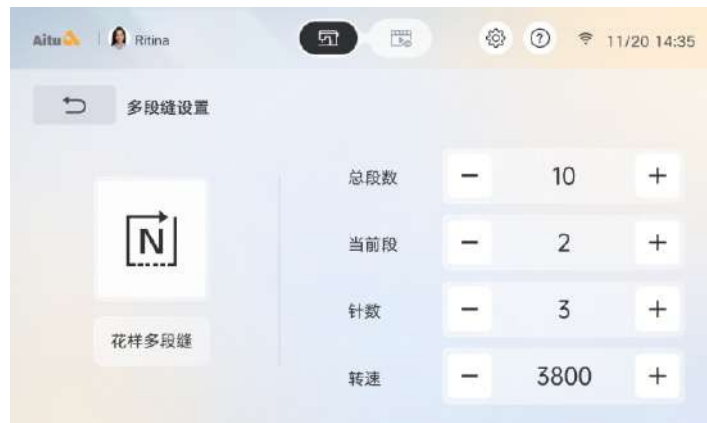 Aitu
Ritina
11/20 14:35
多段缝设置
N
花样多段缝
总段数 − 10 +
当前段 − 2 +
针数 − 3 +
转速 − 3800 +